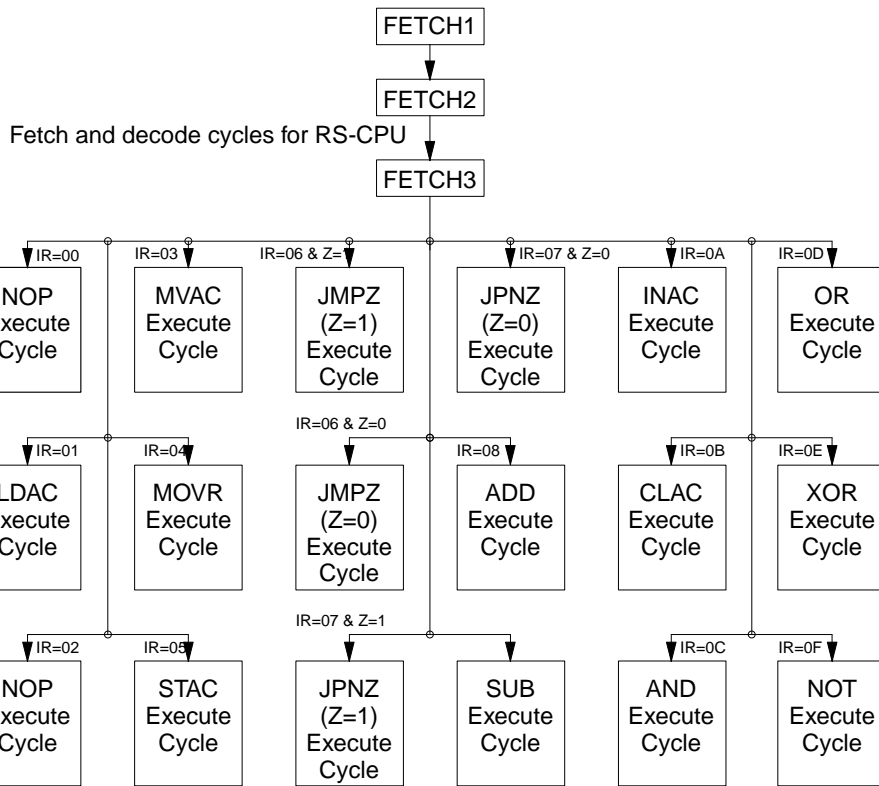 FETCH1
FETCH2
Fetch and decode cycles for RS-CPU
FETCH3
IR=00
IR=03
IR=06 & Z=1
IR=07 & Z=0
IR=0A
IR=0D
NOP
xecute
Cycle
MVAC
Execute
Cycle
JMPZ
(Z=1)
Execute
Cycle
JPNZ
(Z=0)
Execute
Cycle
INAC
Execute
Cycle
OR
Execute
Cycle
IR=06 & Z=0
IR=01
IR=04
IR=08
IR=0B
IR=0E
LDAC
xecute
Cycle
MOVR
Execute
Cycle
JMPZ
(Z=0)
Execute
Cycle
ADD
Execute
Cycle
CLAC
Execute
Cycle
XOR
Execute
Cycle
IR=07 & Z=1
IR=02
IR=05
IR=0C
IR=0F
NOP
xecute
Cycle
STAC
Execute
Cycle
JPNZ
(Z=1)
Execute
Cycle
SUB
Execute
Cycle
AND
Execute
Cycle
NOT
Execute
Cycle